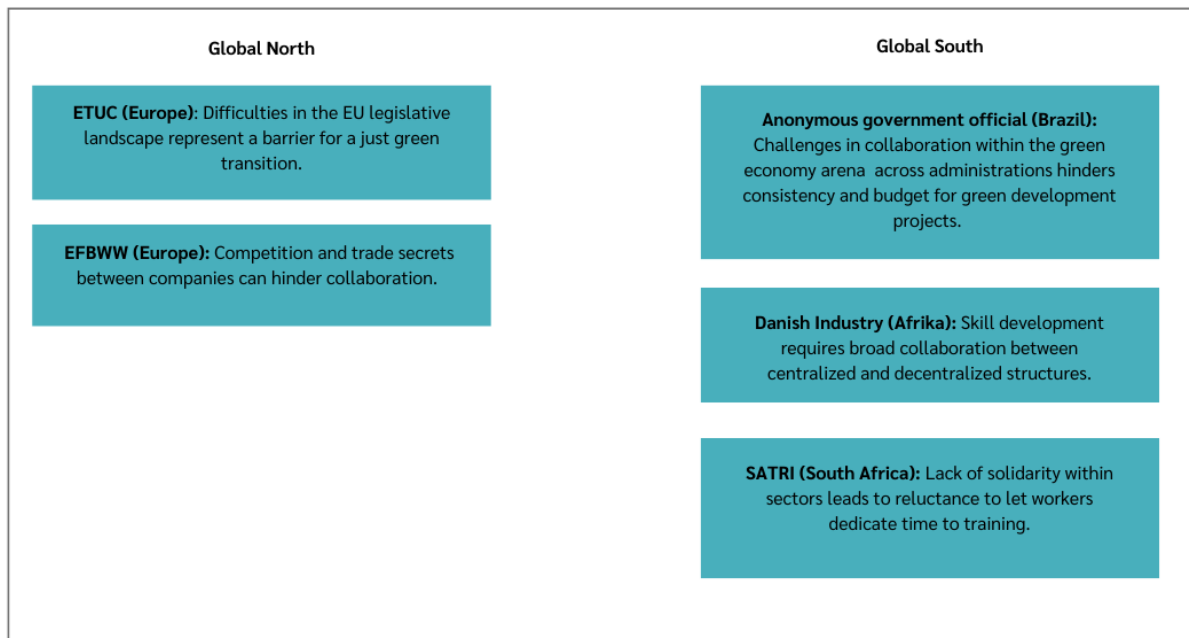 Global North
ETUC (Europe): Difficulties in the EU legislative
landscape represent a barrier for a just green
transition.
EFBWW (Europe): Competition and trade secrets
between companies can hinder collaboration.
Global South
Anonymous government official (Brazil):
Challenges in collaboration within the green
economy arena across administrations hinders
consistency and budget for green development
projects.
Danish Industry (Afrika): Skill development
requires broad collaboration between
centralized and decentralized structures.
SATRI (South Africa): Lack of solidarity within
sectors leads to reluctance to let workers
dedicate time to training.